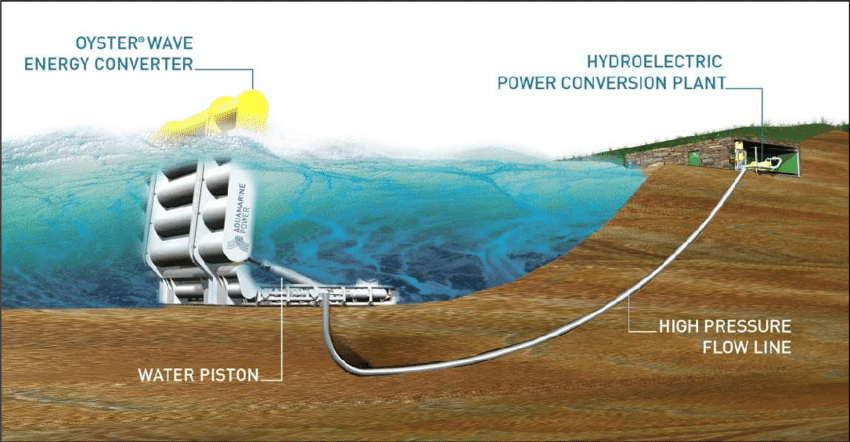 OYSTER® WAVE
ENERGY CONVERTER
HYDROELECTRIC
POWER CONVERSION PLANT
AQUAMARINE
POWER
HIGH PRESSURE
FLOW LINE
WATER PISTON